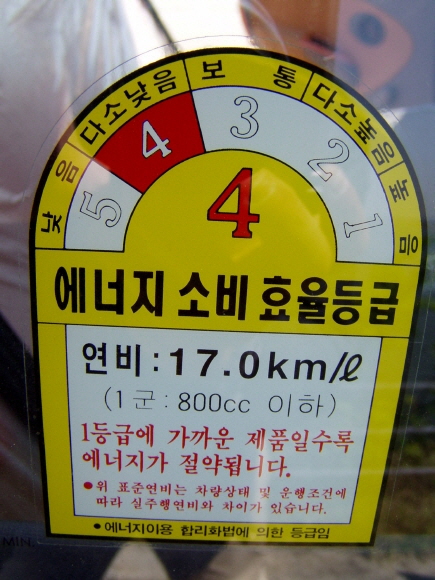 낮음 다소낮음 보통 다소높음 높음
5 4 3 2 1
4
에너지 소비 효율등급
연비 : 17.0km/ℓ
(1군 : 800cc 이하)
1등급에 가까운 제품일수록
에너지가 절약됩니다.
● 위 표준연비는 차량상태 및 운행조건에
따라 실주행연비와 차이가 있습니다.
● 에너지이용 합리화법에 의한 등급임
MIN